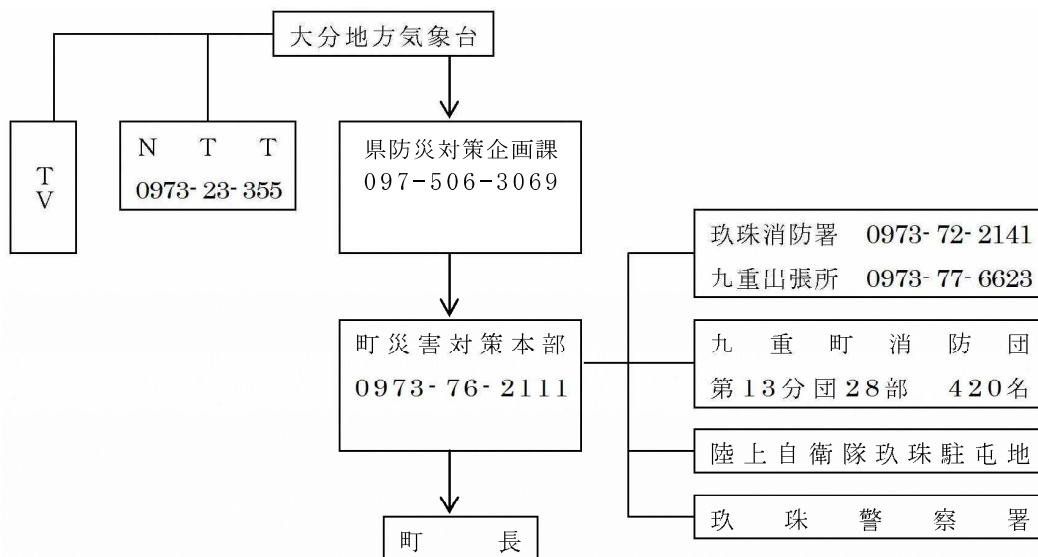 大分地方気象台
TV
NTT
0973-23-355
県防災対策企画課
097-506-3069
玖珠消防署 0973-72-2141
九重出張所 0973-77-6623
町災害対策本部
0973-76-2111
九重町消防団
第13分団28部 420名
陸上自衛隊玖珠駐屯地
玖珠警察署
町長